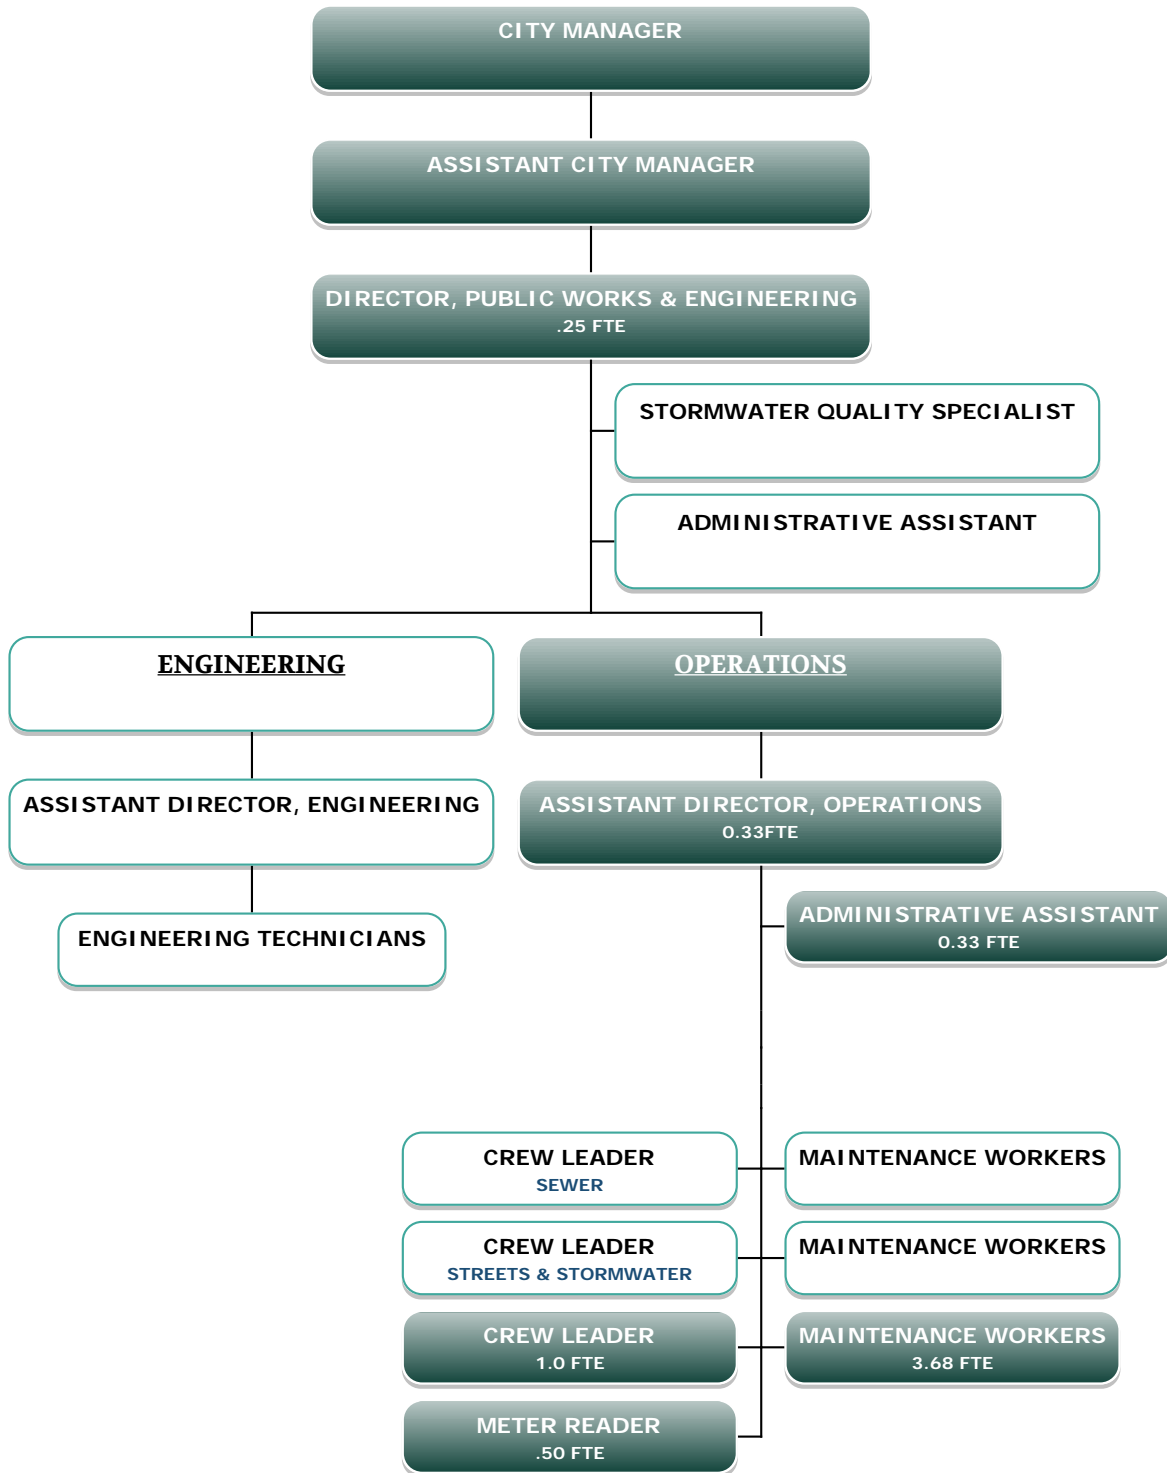 CITY MANAGER
ASSISTANT CITY MANAGER
DIRECTOR, PUBLIC WORKS & ENGINEERING
.25 FTE
STORMWATER QUALITY SPECIALIST
ADMINISTRATIVE ASSISTANT
ENGINEERING
OPERATIONS
ASSISTANT DIRECTOR, ENGINEERING
ASSISTANT DIRECTOR, OPERATIONS
0.33FTE
ADMINISTRATIVE ASSISTANT
0.33 FTE
ENGINEERING TECHNICIANS
CREW LEADER
SEWER
MAINTENANCE WORKERS
CREW LEADER
STREETS & STORMWATER
MAINTENANCE WORKERS
CREW LEADER
1.0 FTE
MAINTENANCE WORKERS
3.68 FTE
METER READER
.50 FTE